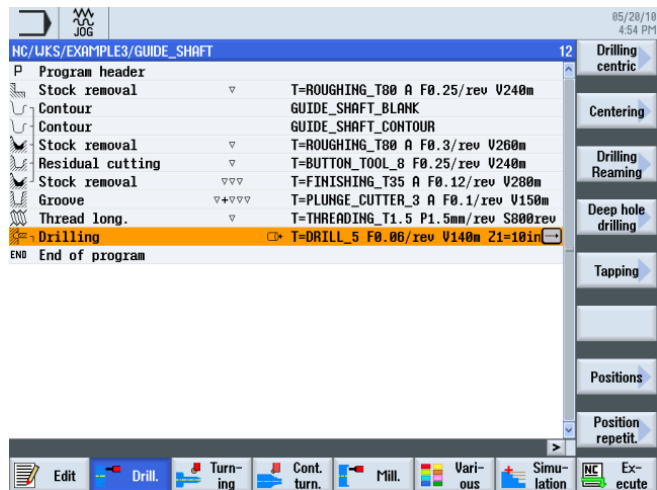 JOG
05/20/10
4:54 PM
NC/WKS/EXAMPLE3/GUIDE_SHAFT 12
P Program header
Stock removal ▽ T=ROUGHING_T80 A F0.25/rev V240m
Contour GUIDE_SHAFT_BLANK
Contour GUIDE_SHAFT_CONTOUR
Stock removal ▽ T=ROUGHING_T80 A F0.3/rev V260m
Residual cutting ▽ T=BUTTON_TOOL_8 F0.25/rev V240m
Stock removal ▽▽▽ T=FINISHING_T35 A F0.12/rev V280m
Groove ▽+▽▽▽ T=PLUNGE_CUTTER_3 A F0.1/rev V150m
Thread long. ▽ T=THREADING_T1.5 P1.5mm/rev S800rev
Drilling T=DRILL_5 F0.06/rev V140m Z1=10in
END End of program
Drilling
centric
Centering
Drilling
Reaming
Deep hole
drilling
Tapping
Positions
Position
repetit.
>
Edit
Drill.
Turn-
ing
Cont.
turn.
Mill.
Vari-
ous
Simu-
lation
NC
Ex-
ecute